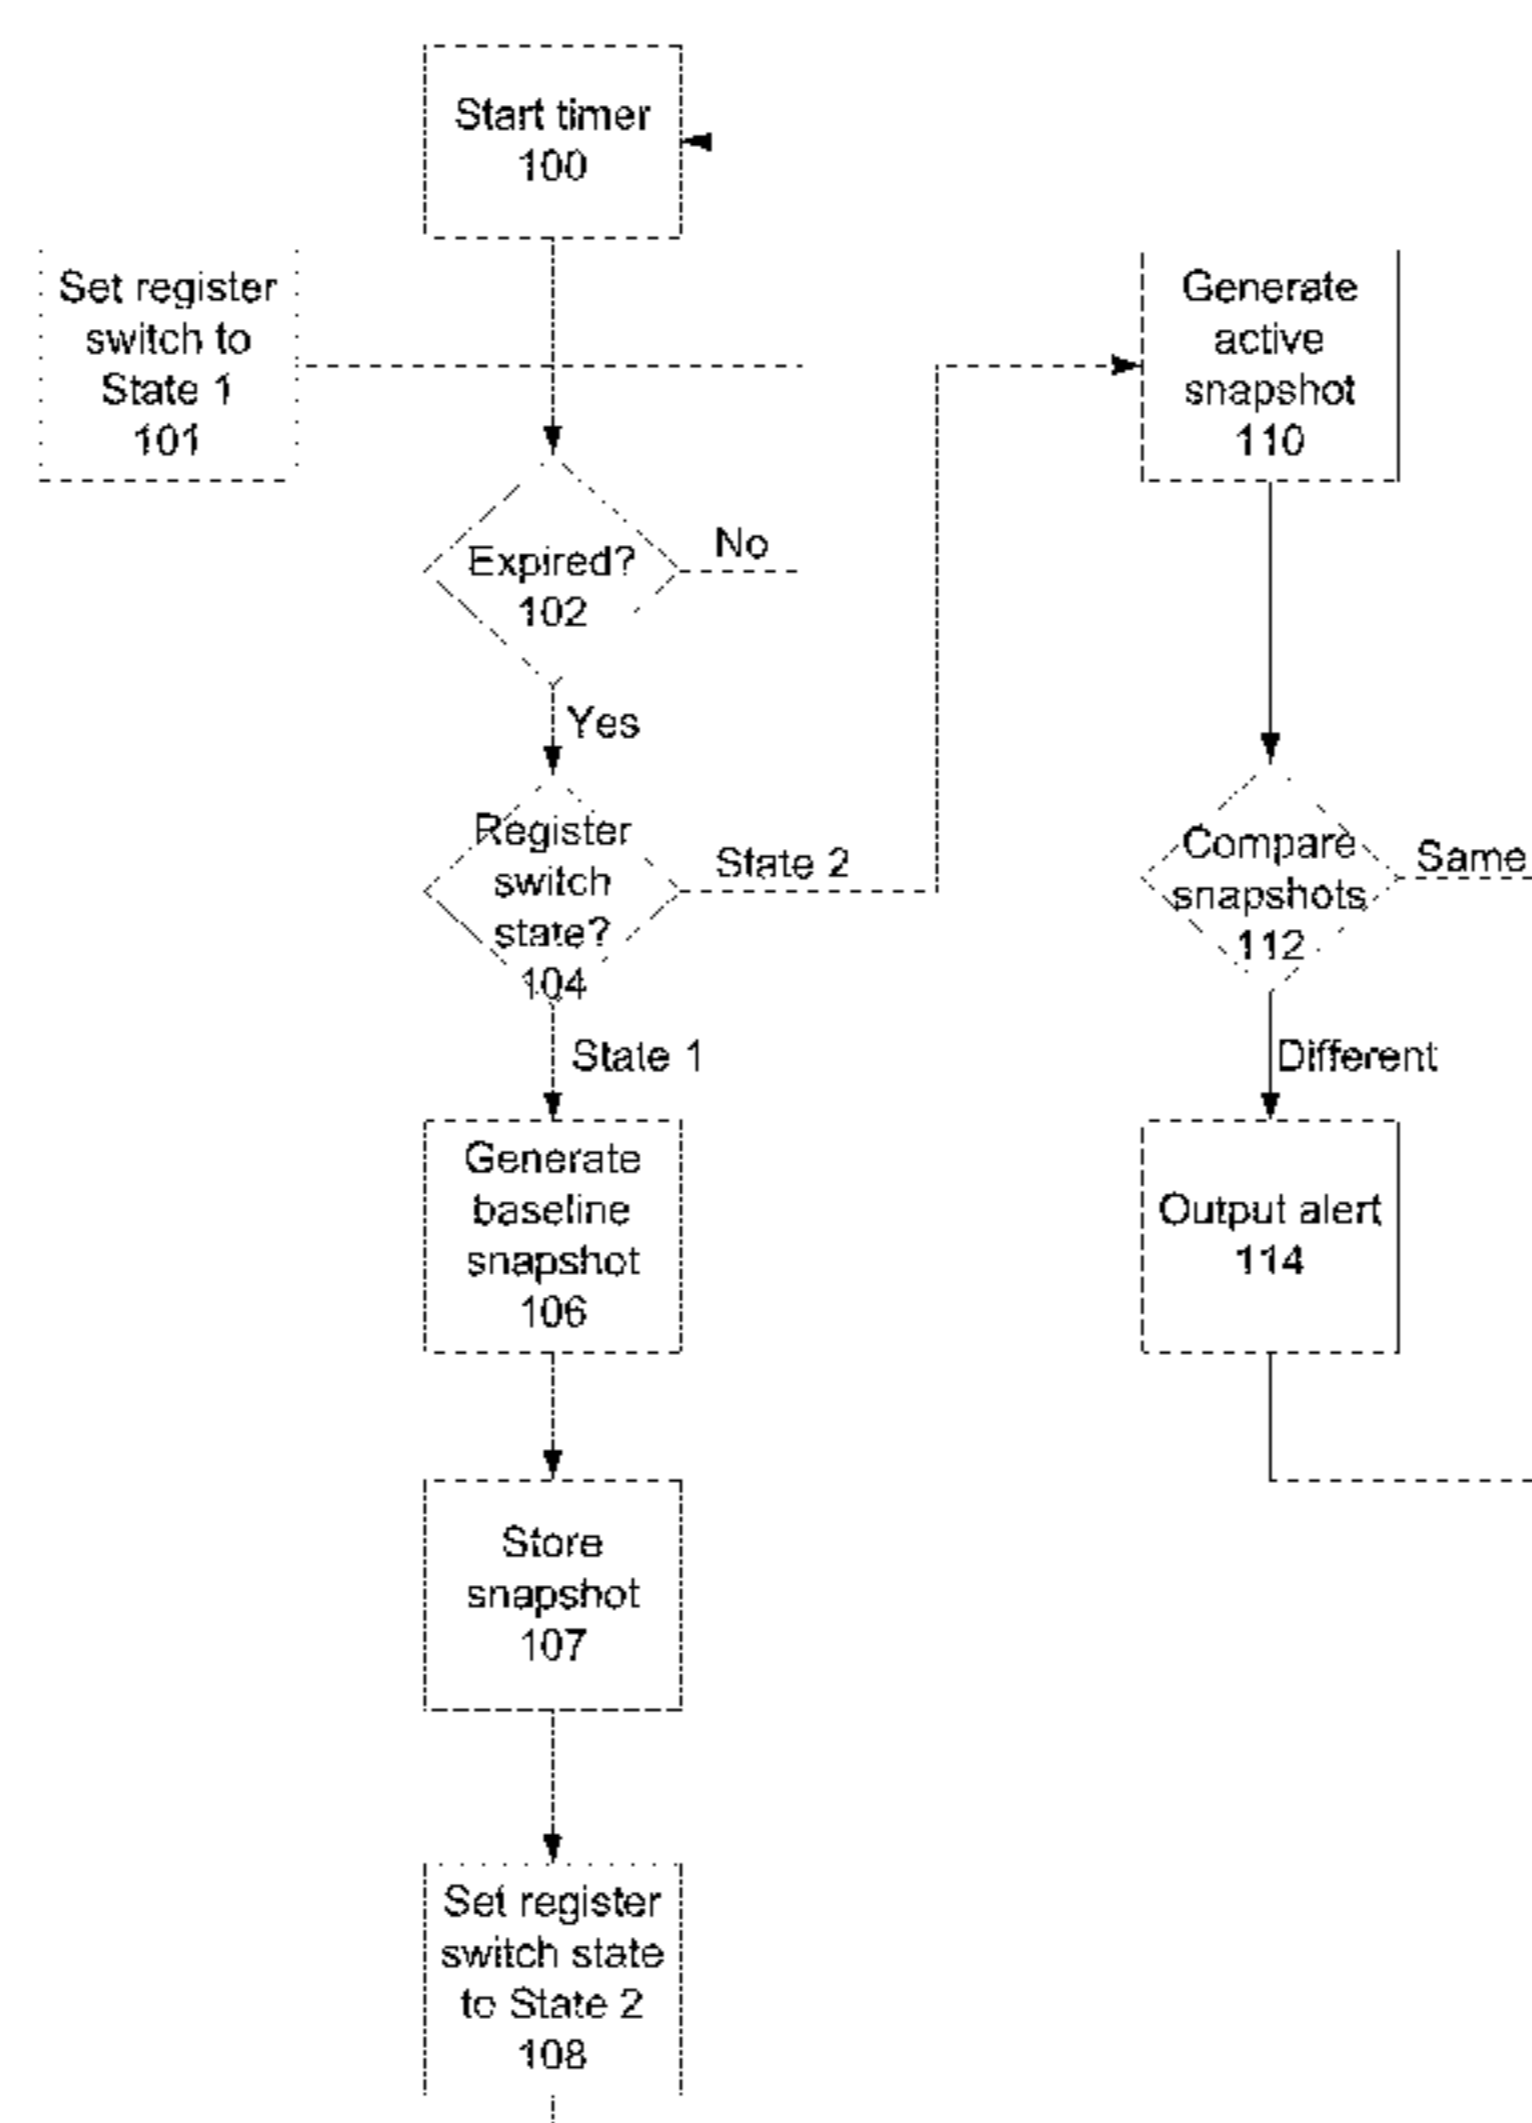 Start timer
100
Set register
switch to
State 1
101
Generate
active
snapshot
110
Expired?
102
No
Yes
Register
switch
state?
104
State 2
Compare
snapshots
112
Same
State 1
Different
Generate
baseline
snapshot
106
Output alert
114
Store
snapshot
107
Set register
switch state
to State 2
108